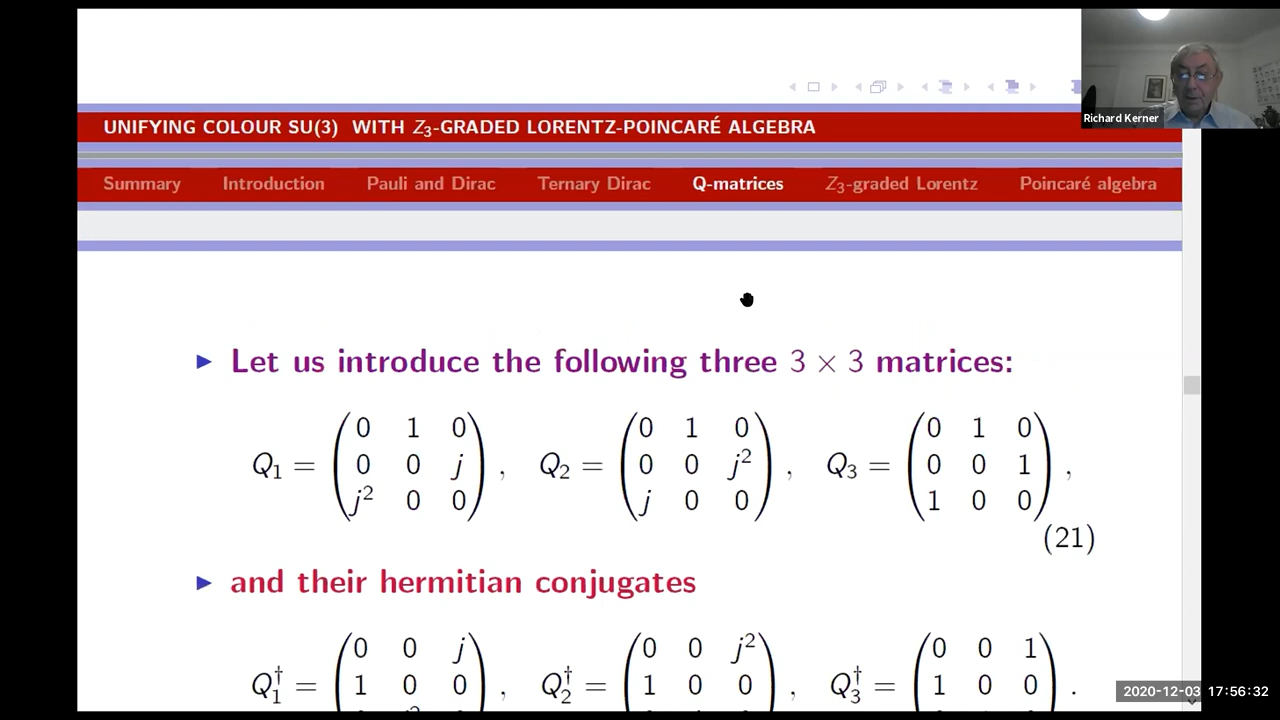 Richard Kerner
UNIFYING COLOUR SU(3) WITH Z₃-GRADED LORENTZ-POINCARÉ ALGEBRA
Summary Introduction Pauli and Dirac Ternary Dirac Q-matrices Z₃-graded Lorentz Poincaré algebra
► Let us introduce the following three 3 × 3 matrices:
0 1 0 0 1 0 0 1 0
Q₁ = 0 0 j , Q₂ = 0 0 j² , Q₃ = 0 0 1 ,
j² 0 0 j 0 0 1 0 0
(21)
► and their hermitian conjugates
0 0 j 0 0 j² 0 0 1
Q₁† = 1 0 0 , Q₂† = 1 0 0 , Q₃† = 1 0 0 .
2020-12-03 17:56:32